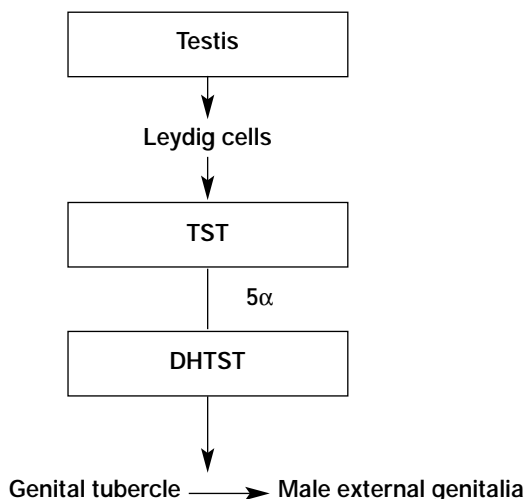 Testis
Leydig cells
TST
5α
DHTST
Genital tubercle Male external genitalia